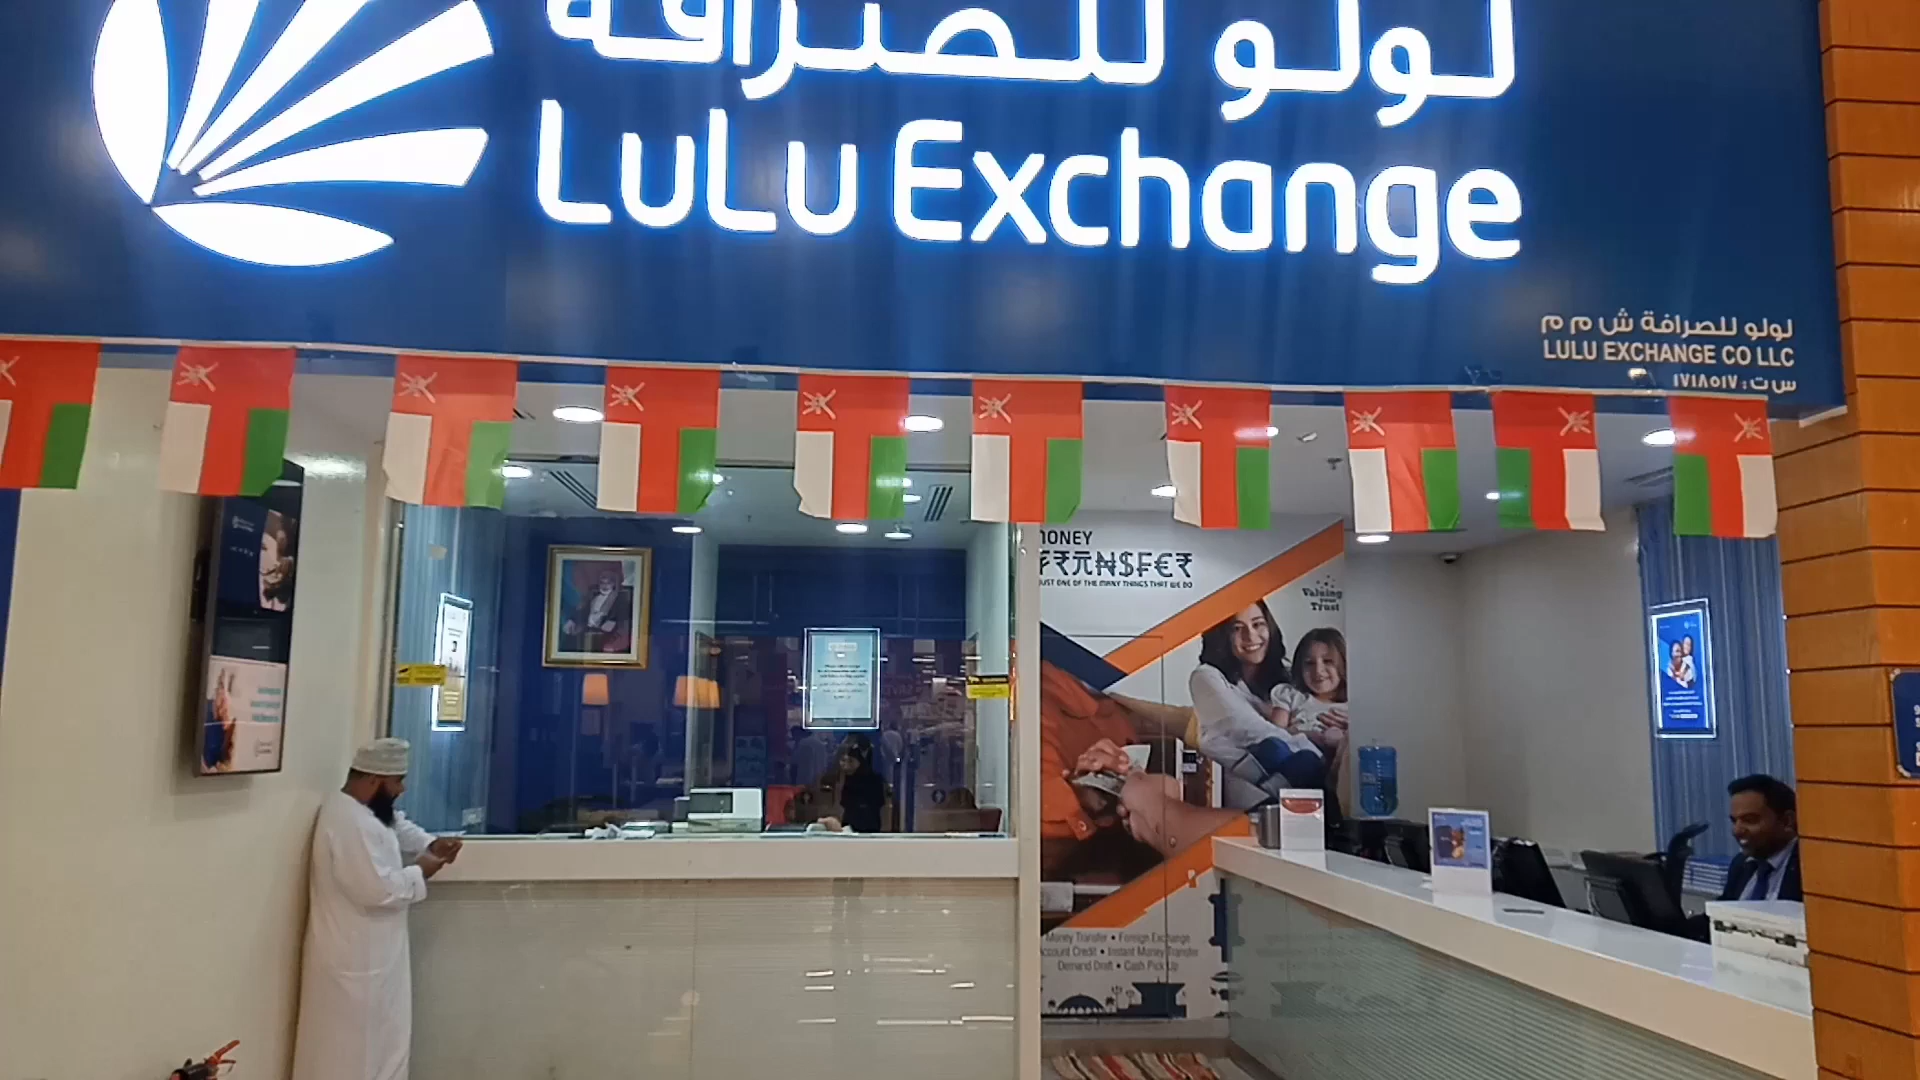 لولو للصرافة
LuLu Exchange
لولو للصرافة ش م م
LULU EXCHANGE CO LLC
س ت: ١٧١٨٥١٧
MONEY
TRANSFER
JUST ONE OF THE MANY THINGS THAT WE DO
Valuing
your
Trust
Money Transfer • Foreign Exchange
Account Credit • Instant Money Transfer
Demand Draft • Cash Pick Up